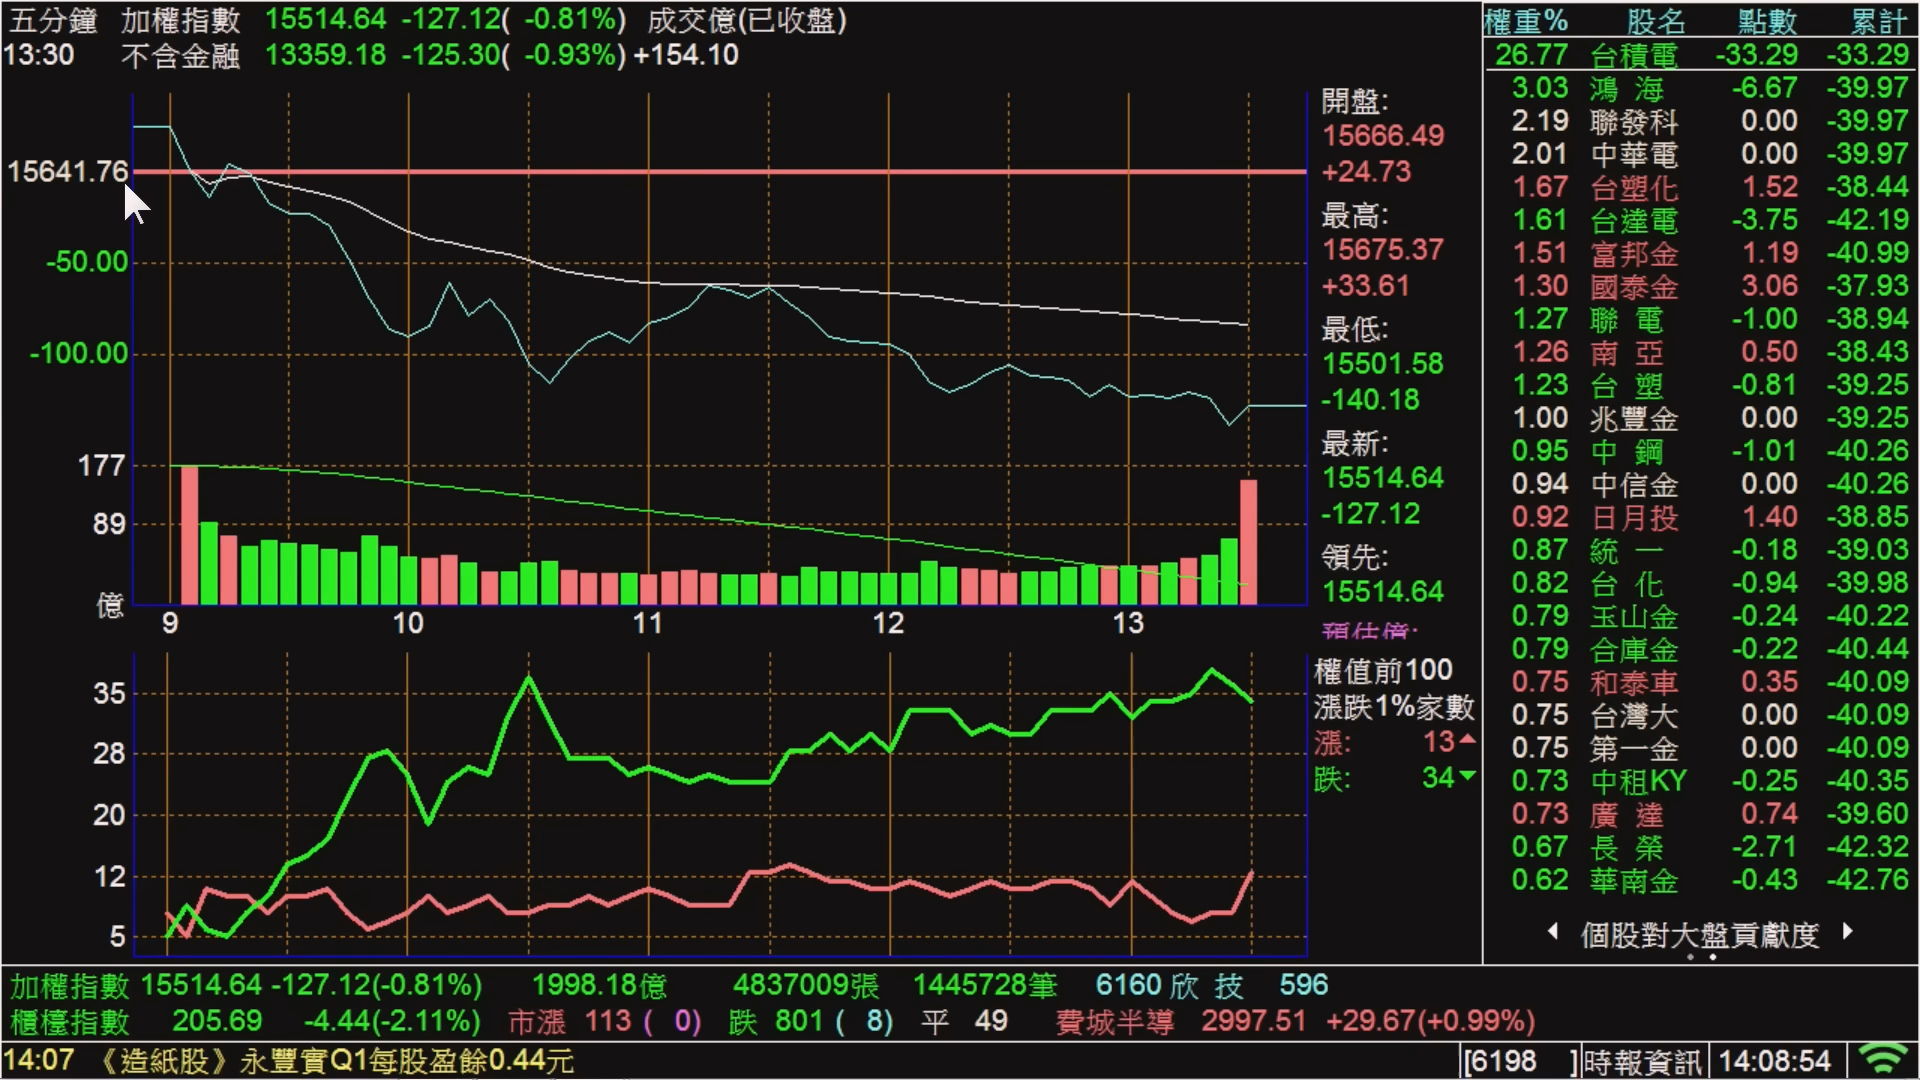 五分鐘 加權指數 15514.64 -127.12( -0.81%) 成交億(已收盤)
13:30 不含金融 13359.18 -125.30( -0.93%) +154.10
15641.76
-50.00
-100.00
177
89
億
9 10 11 12 13
開盤:
15666.49
+24.73
最高:
15675.37
+33.61
最低:
15501.58
-140.18
最新:
15514.64
-127.12
領先:
15514.64
預估億:
35
28
20
12
5
權值前100
漲跌1%家數
漲: 13
跌: 34
權重% 股名 點數 累計
26.77 台積電 -33.29 -33.29
3.03 鴻 海 -6.67 -39.97
2.19 聯發科 0.00 -39.97
2.01 中華電 0.00 -39.97
1.67 台塑化 1.52 -38.44
1.61 台達電 -3.75 -42.19
1.51 富邦金 1.19 -40.99
1.30 國泰金 3.06 -37.93
1.27 聯 電 -1.00 -38.94
1.26 南 亞 0.50 -38.43
1.23 台 塑 -0.81 -39.25
1.00 兆豐金 0.00 -39.25
0.95 中 鋼 -1.01 -40.26
0.94 中信金 0.00 -40.26
0.92 日月投 1.40 -38.85
0.87 統 一 -0.18 -39.03
0.82 台 化 -0.94 -39.98
0.79 玉山金 -0.24 -40.22
0.79 合庫金 -0.22 -40.44
0.75 和泰車 0.35 -40.09
0.75 台灣大 0.00 -40.09
0.75 第一金 0.00 -40.09
0.73 中租KY -0.25 -40.35
0.73 廣 達 0.74 -39.60
0.67 長 榮 -2.71 -42.32
0.62 華南金 -0.43 -42.76
個股對大盤貢獻度
加權指數 15514.64 -127.12(-0.81%) 1998.18億 4837009張 1445728筆 6160 欣 技 596
櫃檯指數 205.69 -4.44(-2.11%) 市漲 113 ( 0) 跌 801 ( 8) 平 49 費城半導 2997.51 +29.67(+0.99%)
14:07 《造紙股》永豐實Q1每股盈餘0.44元 [6198 ] 時報資訊 14:08:54